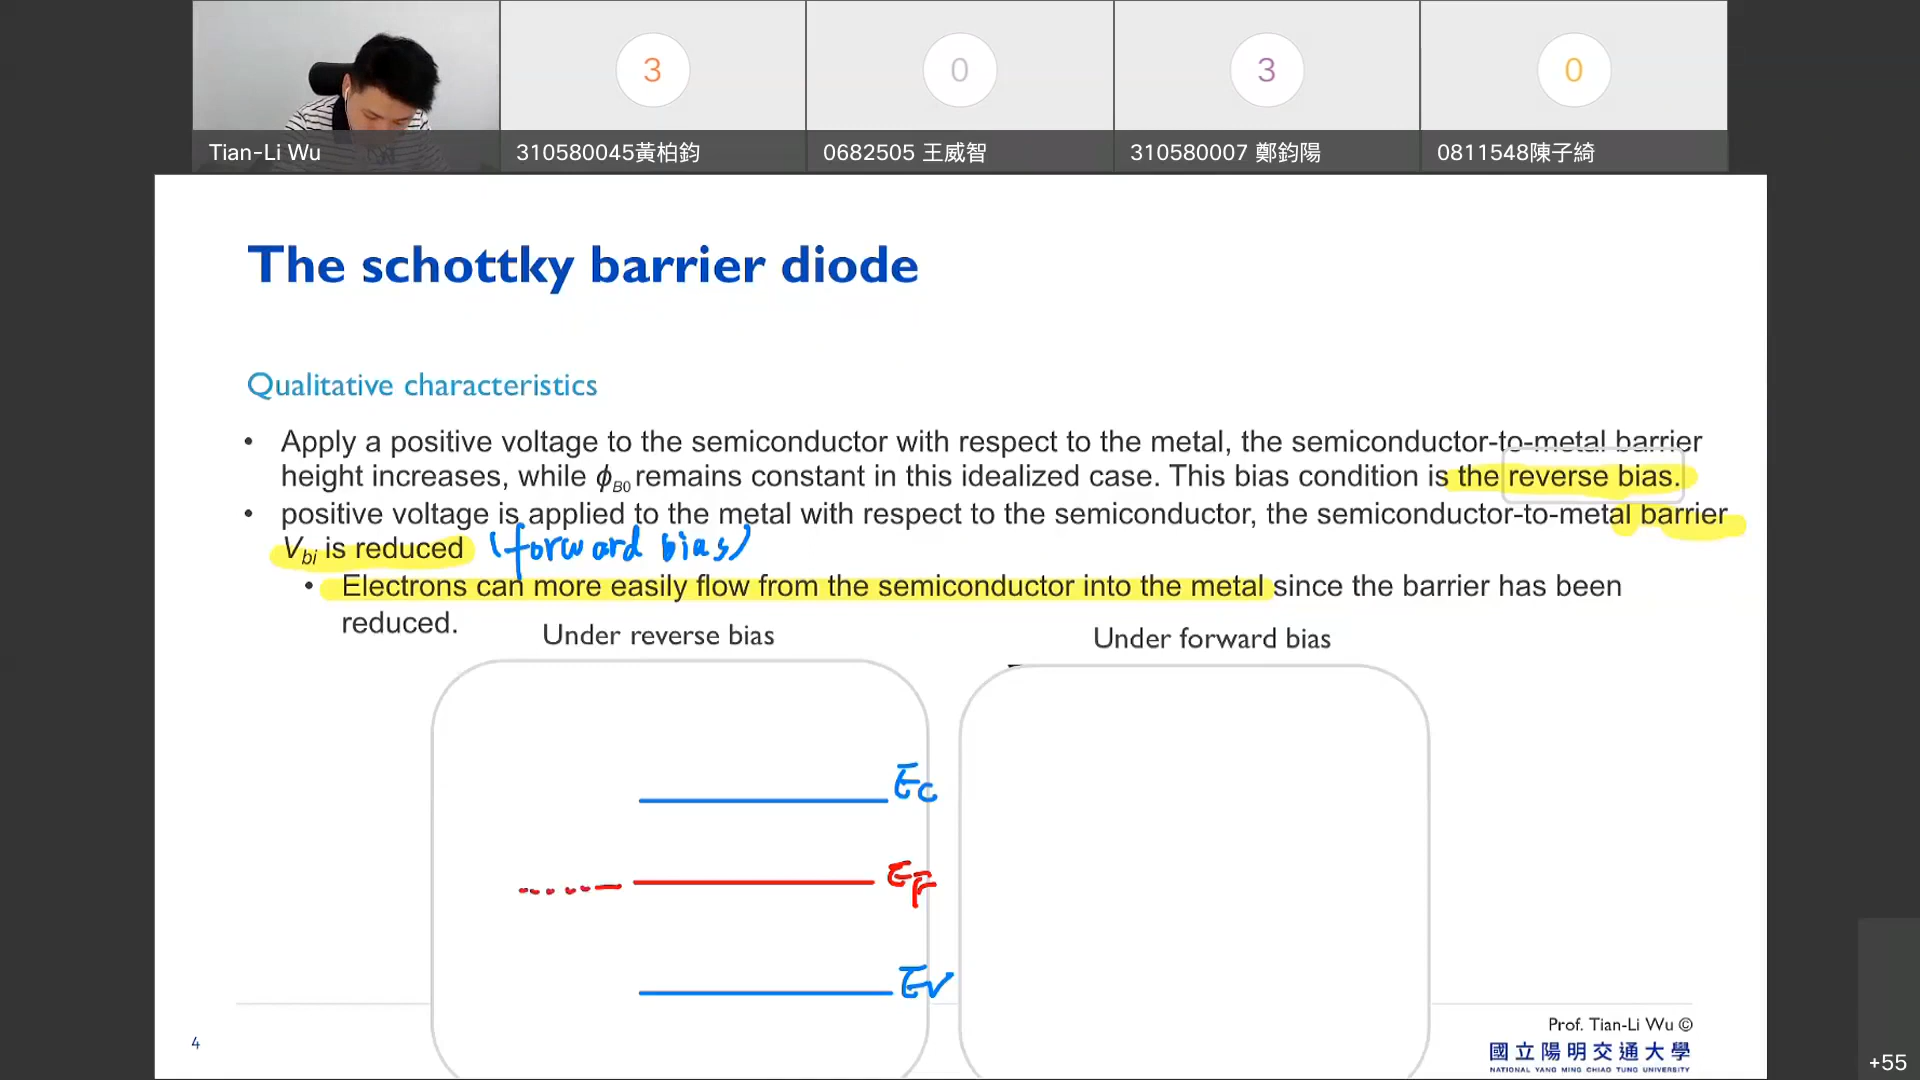 3
0
3
0
Tian-Li Wu
310580045黃柏鈞
0682505 王威智
310580007 鄭鈞陽
0811548陳子綺
The schottky barrier diode
Qualitative characteristics
• Apply a positive voltage to the semiconductor with respect to the metal, the semiconductor-to-metal barrier
height increases, while ϕB0 remains constant in this idealized case. This bias condition is the reverse bias.
• positive voltage is applied to the metal with respect to the semiconductor, the semiconductor-to-metal barrier
Vbi is reduced (forward bias)
• Electrons can more easily flow from the semiconductor into the metal since the barrier has been
reduced.
Under reverse bias
Under forward bias
Ec
EF
Ev
4
Prof. Tian-Li Wu ©
國立陽明交通大學
NATIONAL YANG MING CHIAO TUNG UNIVERSITY
+55